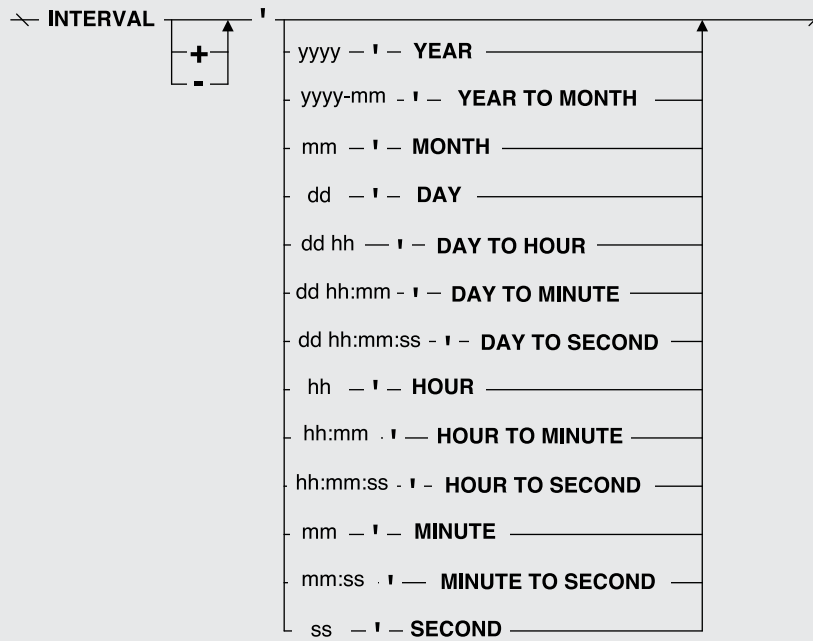 INTERVAL '
+
-
yyyy ' YEAR
yyyy-mm ' YEAR TO MONTH
mm ' MONTH
dd ' DAY
dd hh ' DAY TO HOUR
dd hh:mm ' DAY TO MINUTE
dd hh:mm:ss ' DAY TO SECOND
hh ' HOUR
hh:mm ' HOUR TO MINUTE
hh:mm:ss ' HOUR TO SECOND
mm ' MINUTE
mm:ss ' MINUTE TO SECOND
ss ' SECOND